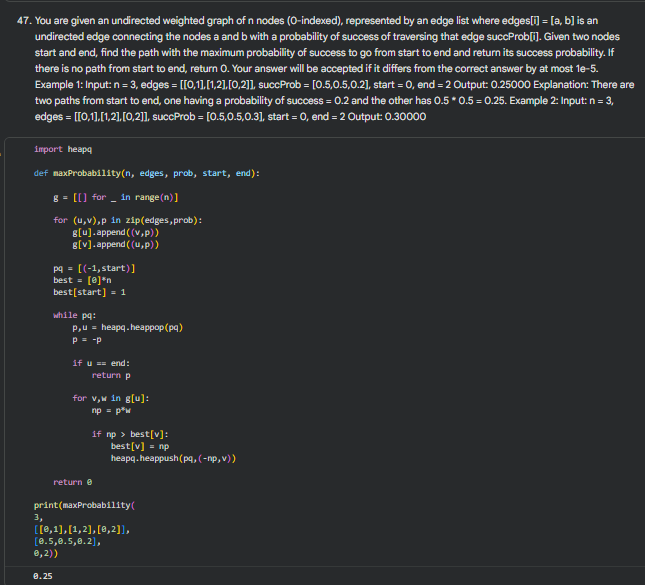 47. You are given an undirected weighted graph of n nodes (0-indexed), represented by an edge list where edges[i] = [a, b] is an
undirected edge connecting the nodes a and b with a probability of success of traversing that edge succProb[i]. Given two nodes
start and end, find the path with the maximum probability of success to go from start to end and return its success probability. If
there is no path from start to end, return 0. Your answer will be accepted if it differs from the correct answer by at most 1e-5.
Example 1: Input: n = 3, edges = [[0,1],[1,2],[0,2]], succProb = [0.5,0.5,0.2], start = 0, end = 2 Output: 0.25000 Explanation: There are
two paths from start to end, one having a probability of success = 0.2 and the other has 0.5 * 0.5 = 0.25. Example 2: Input: n = 3,
edges = [[0,1],[1,2],[0,2]], succProb = [0.5,0.5,0.3], start = 0, end = 2 Output: 0.30000
import heapq
def maxProbability(n, edges, prob, start, end):
g = [[] for _ in range(n)]
for (u,v),p in zip(edges,prob):
g[u].append((v,p))
g[v].append((u,p))
pq = [(-1,start)]
best = [0]*n
best[start] = 1
while pq:
p,u = heapq.heappop(pq)
p = -p
if u == end:
return p
for v,w in g[u]:
np = p*w
if np > best[v]:
best[v] = np
heapq.heappush(pq,(-np,v))
return 0
print(maxProbability(
3,
[[0,1],[1,2],[0,2]],
[0.5,0.5,0.2],
0,2))
0.25